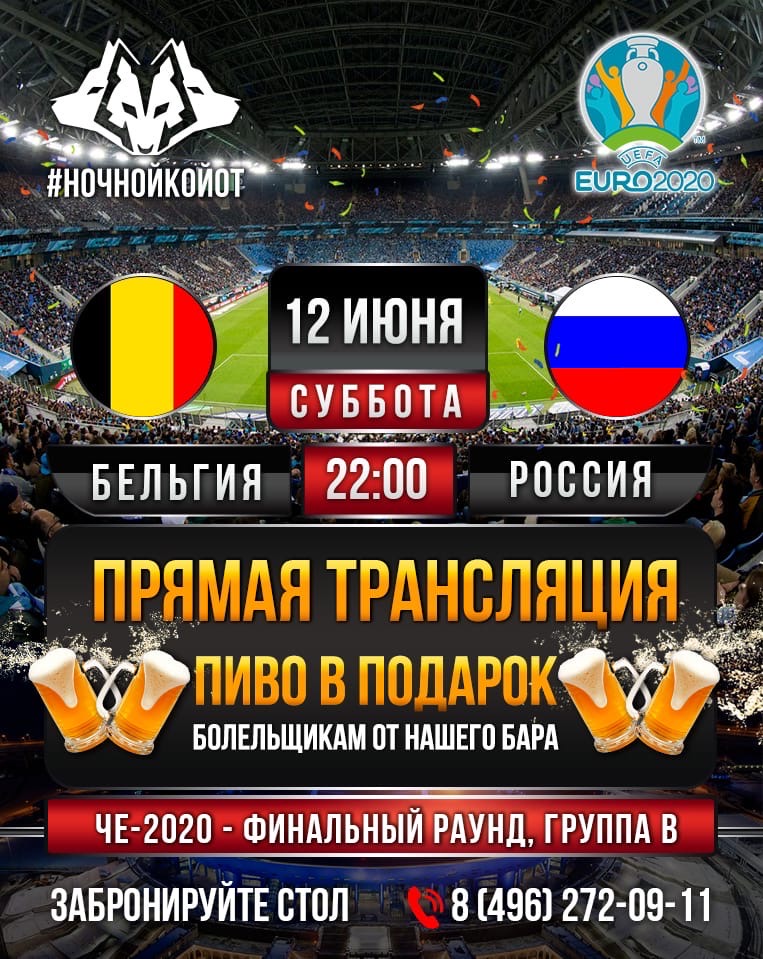 #НОЧНОЙКОЙОТ
UEFA
EURO2020
TM
12 ИЮНЯ
СУББОТА
БЕЛЬГИЯ
22:00
РОССИЯ
ПРЯМАЯ ТРАНСЛЯЦИЯ
ПИВО В ПОДАРОК
БОЛЕЛЬЩИКАМ ОТ НАШЕГО БАРА
ЧЕ-2020 - ФИНАЛЬНЫЙ РАУНД, ГРУППА B
ЗАБРОНИРУЙТЕ СТОЛ
8 (496) 272-09-11